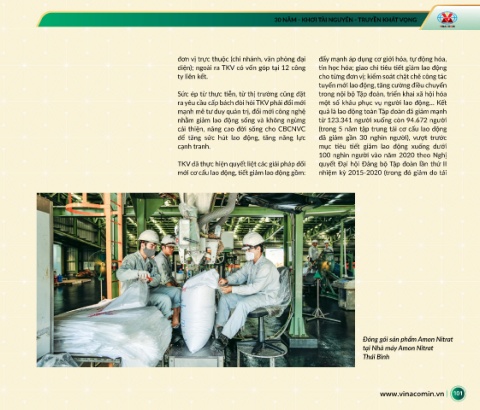 30 NĂM - KHƠI TÀI NGUYÊN - TRUYỀN KHÁT VỌNG
đơn vị trực thuộc (chi nhánh, văn phòng đại
diện); ngoài ra TKV có vốn góp tại 12 công
ty liên kết.
Sức ép từ thực tiễn, từ thị trường cũng đặt
ra yêu cầu cấp bách đòi hỏi TKV phải đổi mới
mạnh mẽ tư duy quản trị, đổi mới công nghệ
nhằm giảm lao động sống và không ngừng
cải thiện, nâng cao đời sống cho CBCNVC
để tăng sức hút lao động, tăng năng lực
cạnh tranh.
TKV đã thực hiện quyết liệt các giải pháp đổi
mới cơ cấu lao động, tiết giảm lao động gồm:
đẩy mạnh áp dụng cơ giới hóa, tự động hóa,
tin học hóa; giao chỉ tiêu tiết giảm lao động
cho từng đơn vị; kiểm soát chặt chẽ công tác
tuyển mới lao động, tăng cường điều chuyển
trong nội bộ Tập đoàn, triển khai xã hội hóa
một số khâu phục vụ người lao động... Kết
quả là lao động toàn Tập đoàn đã giảm mạnh
từ 123.341 người xuống còn 94.672 người
(trong 5 năm tập trung tái cơ cấu lao động
đã giảm gần 30 nghìn người), vượt trước
mục tiêu tiết giảm lao động xuống dưới
100 nghìn người vào năm 2020 theo Nghị
quyết Đại hội Đảng bộ Tập đoàn lần thứ II
nhiệm kỳ 2015-2020 (trong đó giảm do tái
Đóng gói sản phẩm Amon Nitrat
tại Nhà máy Amon Nitrat
Thái Bình
www.vinacomin.vn | 101